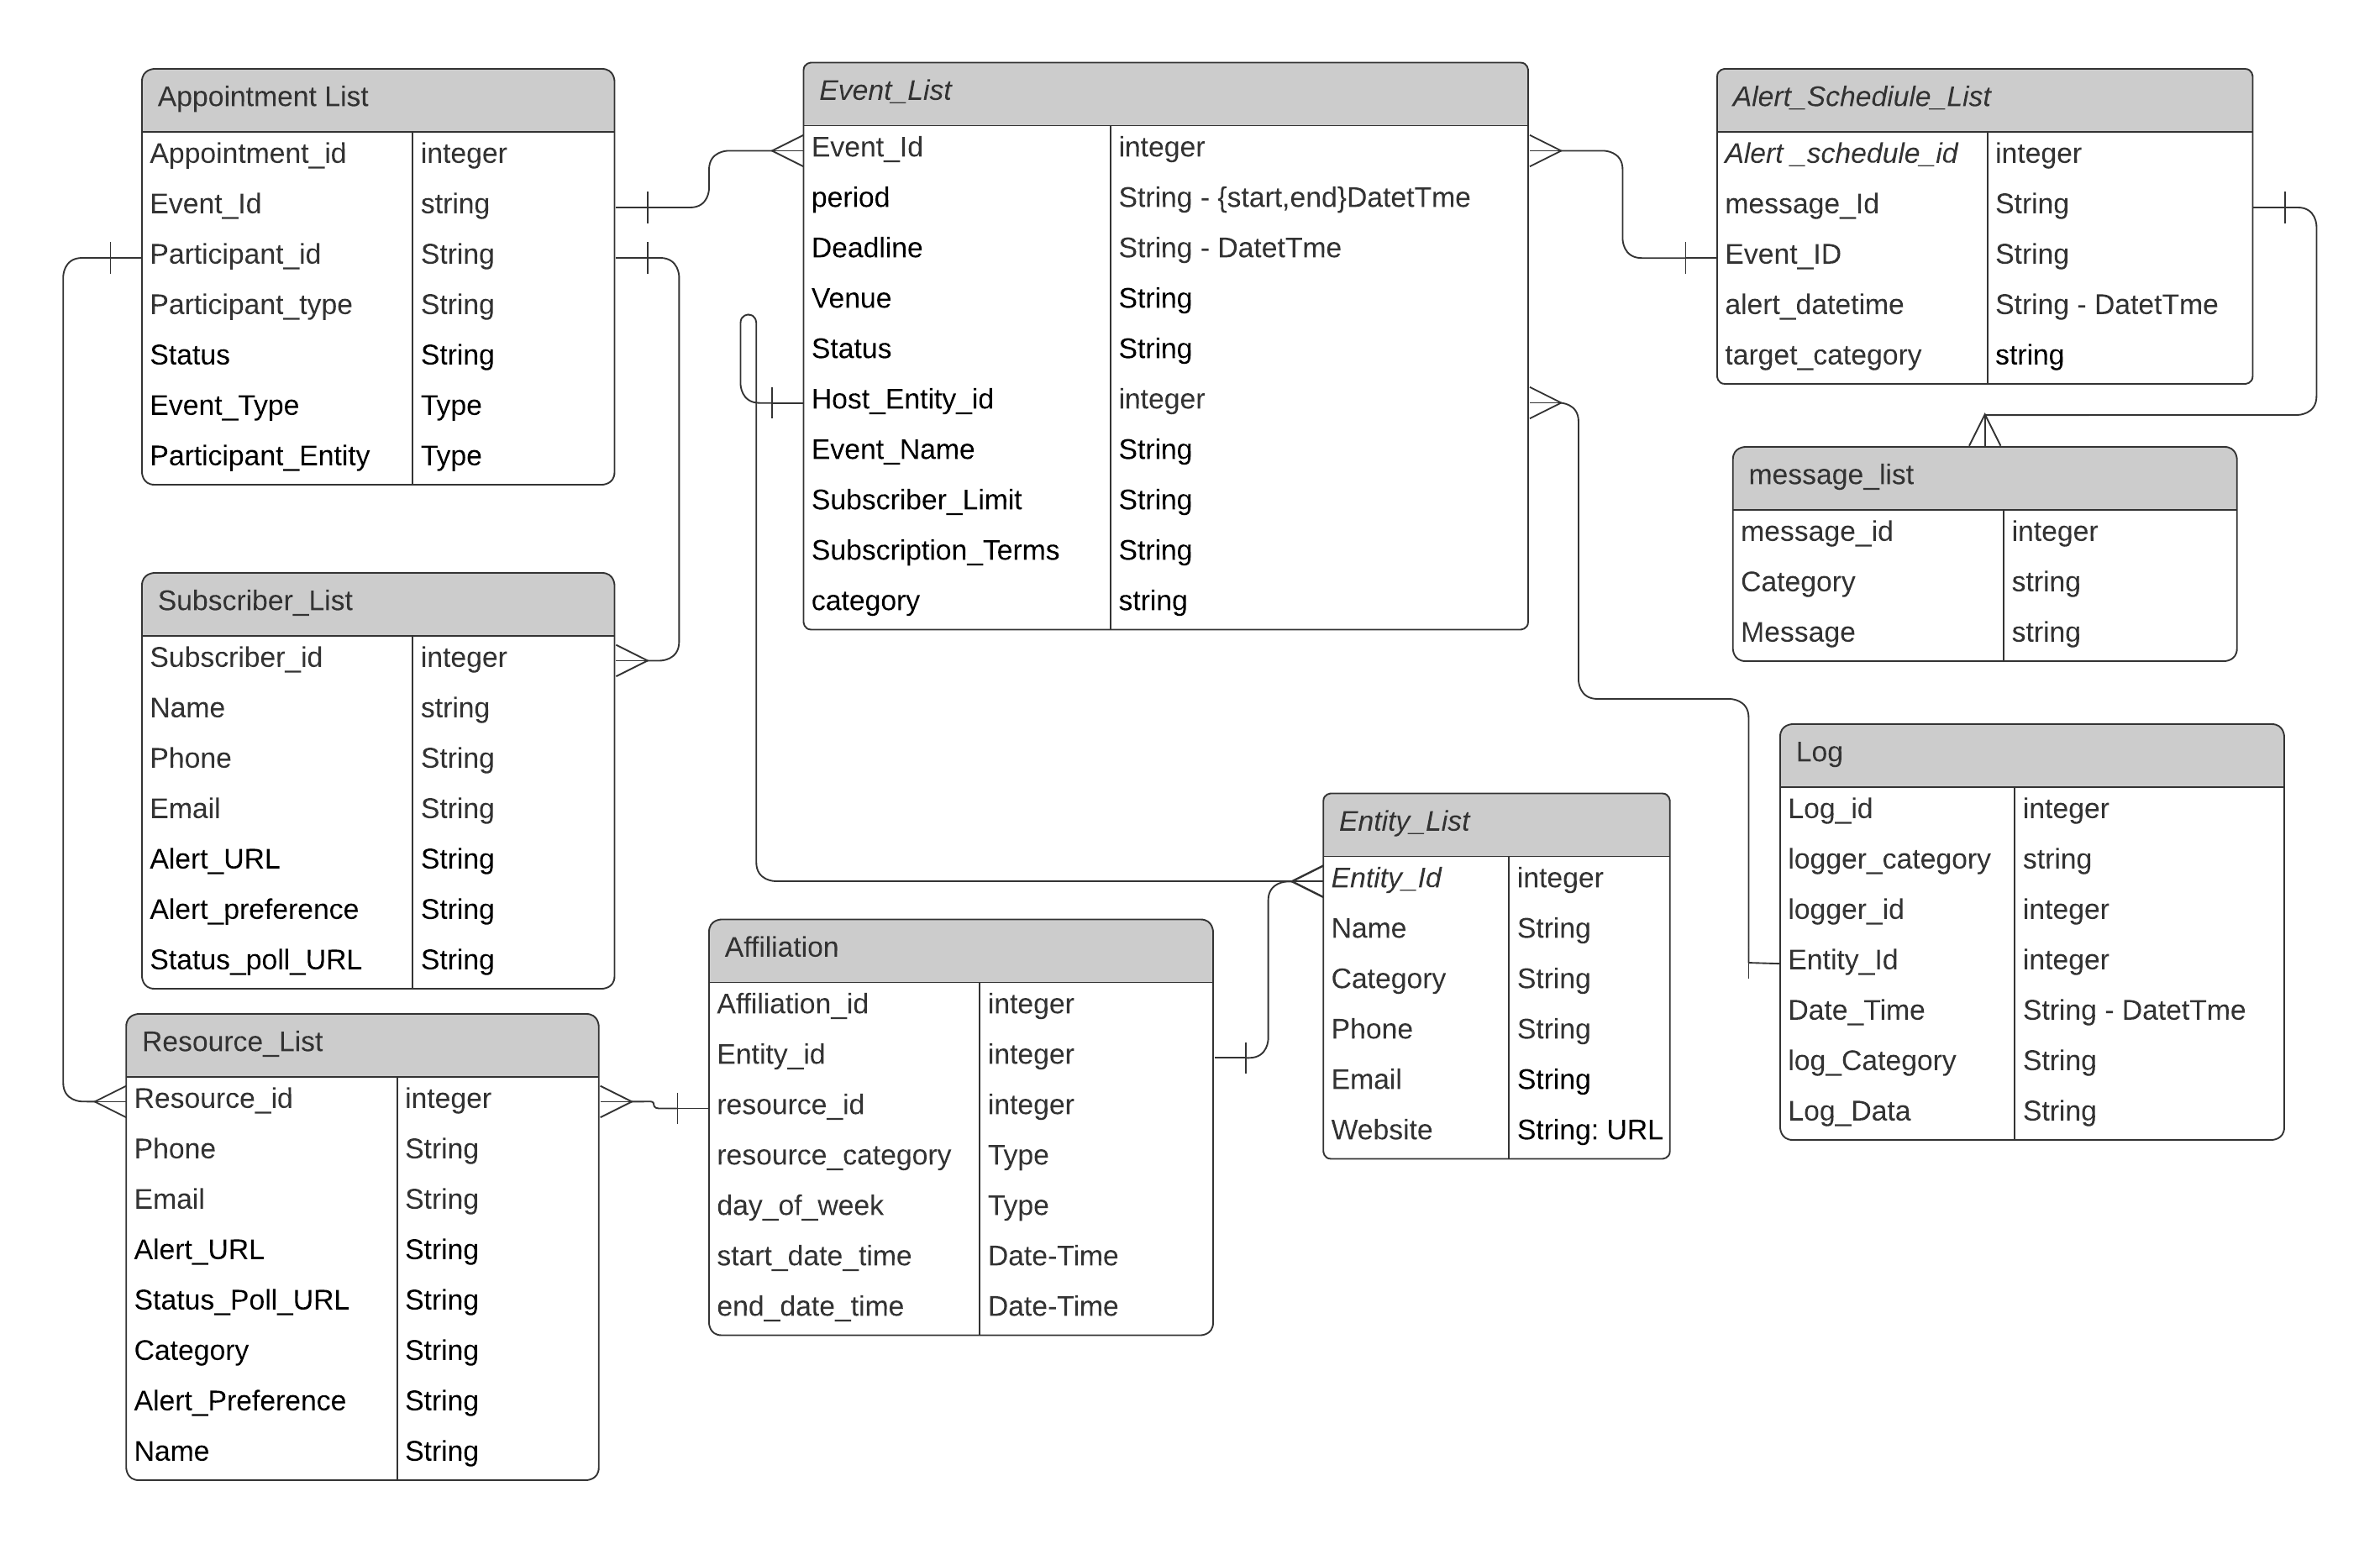 Appointment List
Appointment_id integer
Event_Id string
Participant_id String
Participant_type String
Status String
Event_Type Type
Participant_Entity Type
Event_List
Event_Id integer
period String - {start,end}DatetTme
Deadline String - DatetTme
Venue String
Status String
Host_Entity_id integer
Event_Name String
Subscriber_Limit String
Subscription_Terms String
category string
Alert_Schediule_List
Alert _schedule_id integer
message_Id String
Event_ID String
alert_datetime String - DatetTme
target_category string
message_list
message_id integer
Category string
Message string
Subscriber_List
Subscriber_id integer
Name string
Phone String
Email String
Alert_URL String
Alert_preference String
Status_poll_URL String
Log
Log_id integer
logger_category string
logger_id integer
Entity_Id integer
Date_Time String - DatetTme
log_Category String
Log_Data String
Entity_List
Entity_Id integer
Name String
Category String
Phone String
Email String
Website String: URL
Affiliation
Affiliation_id integer
Entity_id integer
resource_id integer
resource_category Type
day_of_week Type
start_date_time Date-Time
end_date_time Date-Time
Resource_List
Resource_id integer
Phone String
Email String
Alert_URL String
Status_Poll_URL String
Category String
Alert_Preference String
Name String